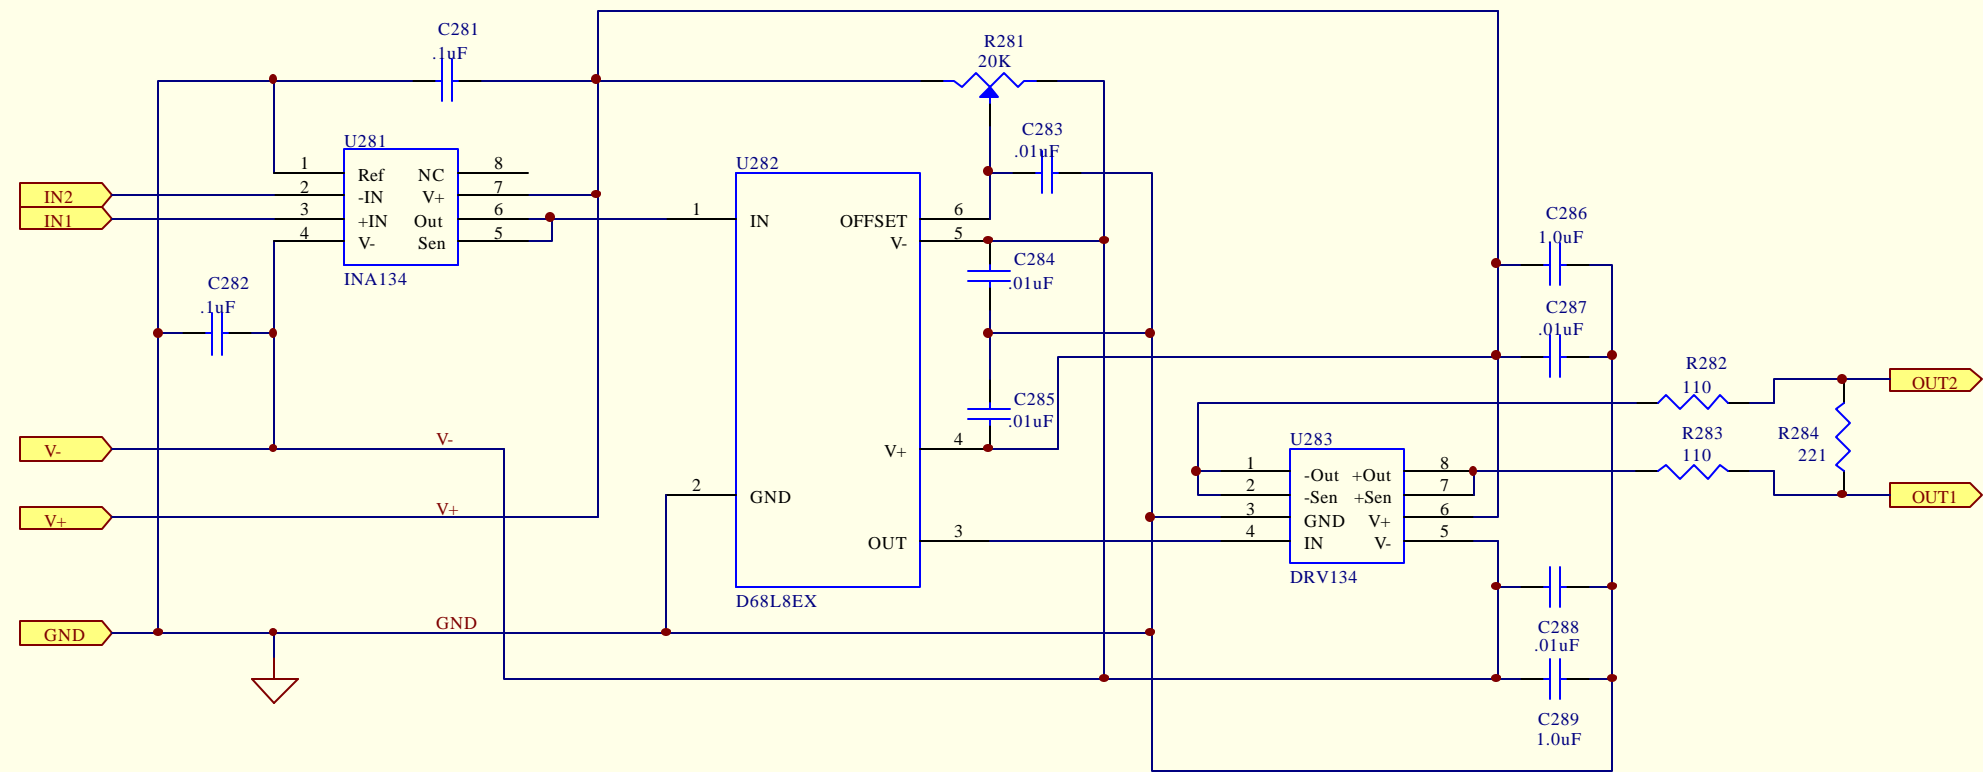 C281
.1uF
R281
20K
C283
.01uF
U281
1 Ref NC 8
2 -IN V+ 7
3 +IN Out 6
4 V- Sen 5
INA134
IN2
IN1
C282
.1uF
U282
1 IN OFFSET 6
V- 5
V+ 4
2 GND
OUT 3
D68L8EX
C284
.01uF
C285
.01uF
C286
1.0uF
C287
.01uF
R282
110
R283
110
R284
221
OUT2
OUT1
U283
1 -Out +Out 8
2 -Sen +Sen 7
3 GND V+ 6
4 IN V- 5
DRV134
V- V-
V+ V+
GND GND
C288
.01uF
C289
1.0uF